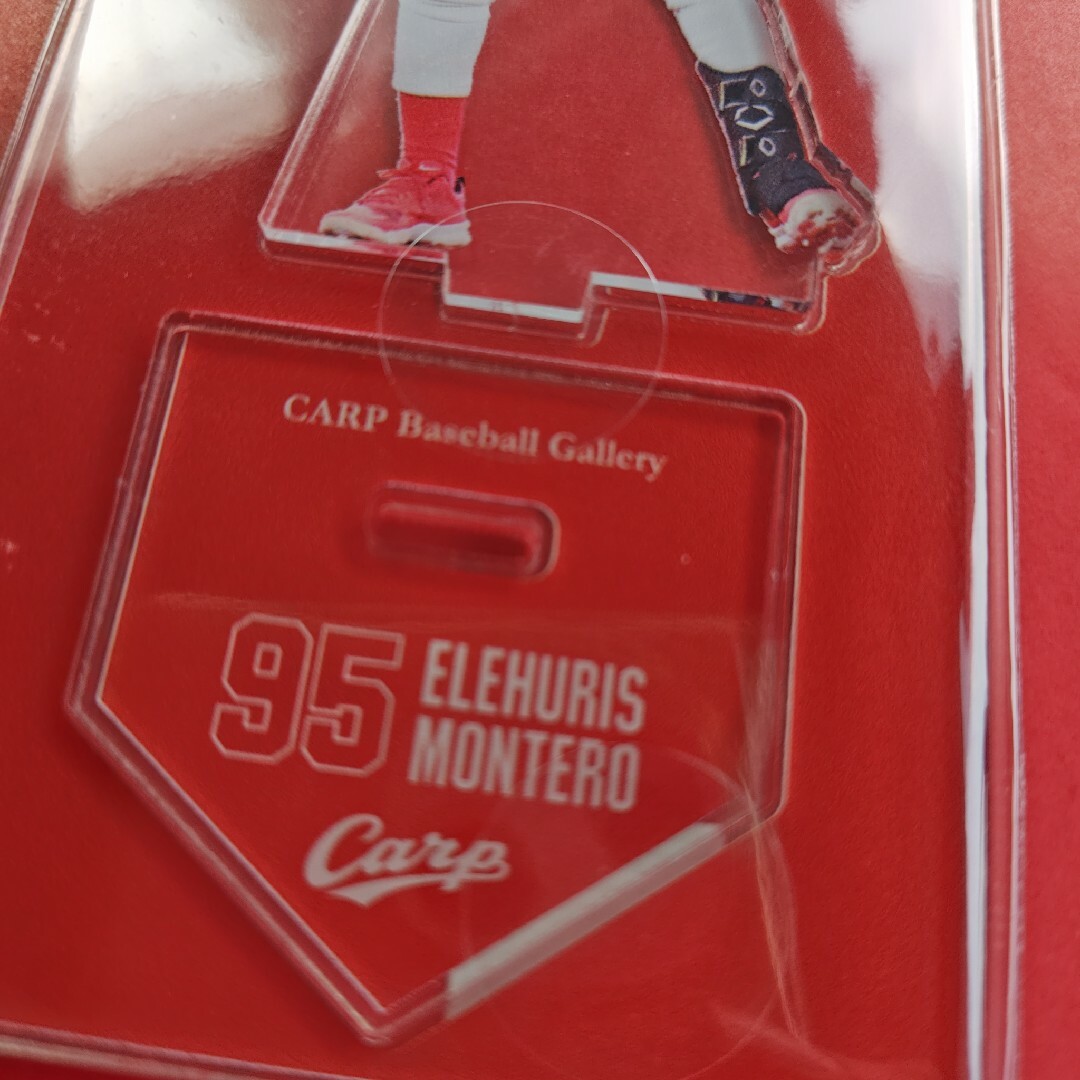 CARP Baseball Gallery
95
ELEHURIS
MONTERO
Carp